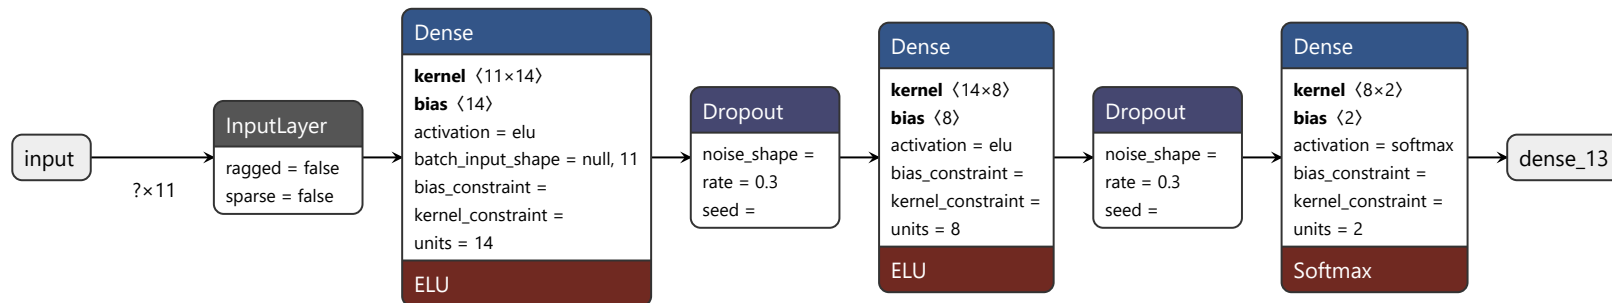 input
?×11
InputLayer
ragged = false
sparse = false
Dense
kernel 〈11×14〉
bias 〈14〉
activation = elu
batch_input_shape = null, 11
bias_constraint =
kernel_constraint =
units = 14
ELU
Dropout
noise_shape =
rate = 0.3
seed =
Dense
kernel 〈14×8〉
bias 〈8〉
activation = elu
bias_constraint =
kernel_constraint =
units = 8
ELU
Dropout
noise_shape =
rate = 0.3
seed =
Dense
kernel 〈8×2〉
bias 〈2〉
activation = softmax
bias_constraint =
kernel_constraint =
units = 2
Softmax
dense_13